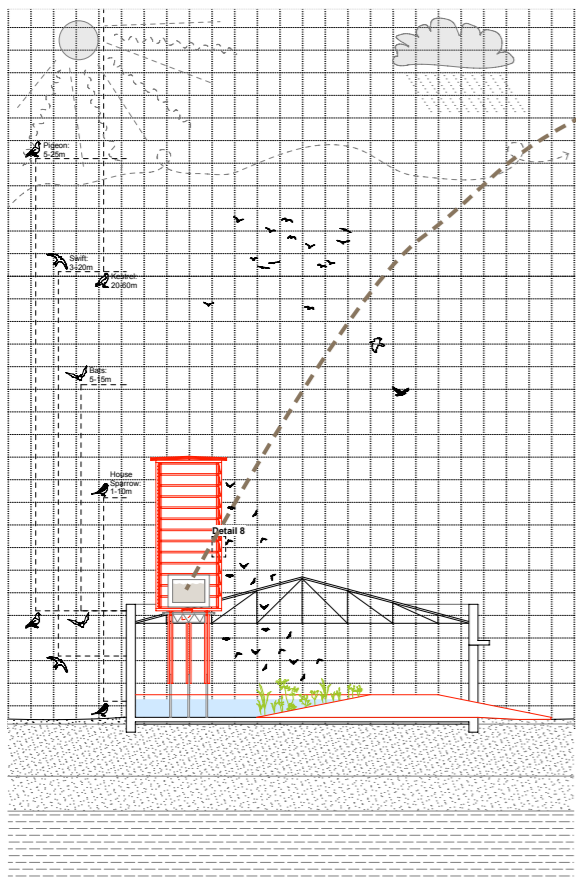 Pigeon:
5-25m
Swift:
3-20m
Kestrel:
20-60m
Bats:
5-15m
House
Sparrow:
1-10m
Detail 8